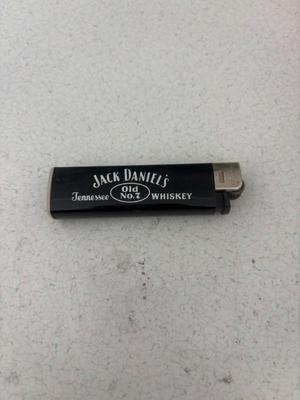 JACK DANIEL'S
Old
No. 7
Tennessee WHISKEY